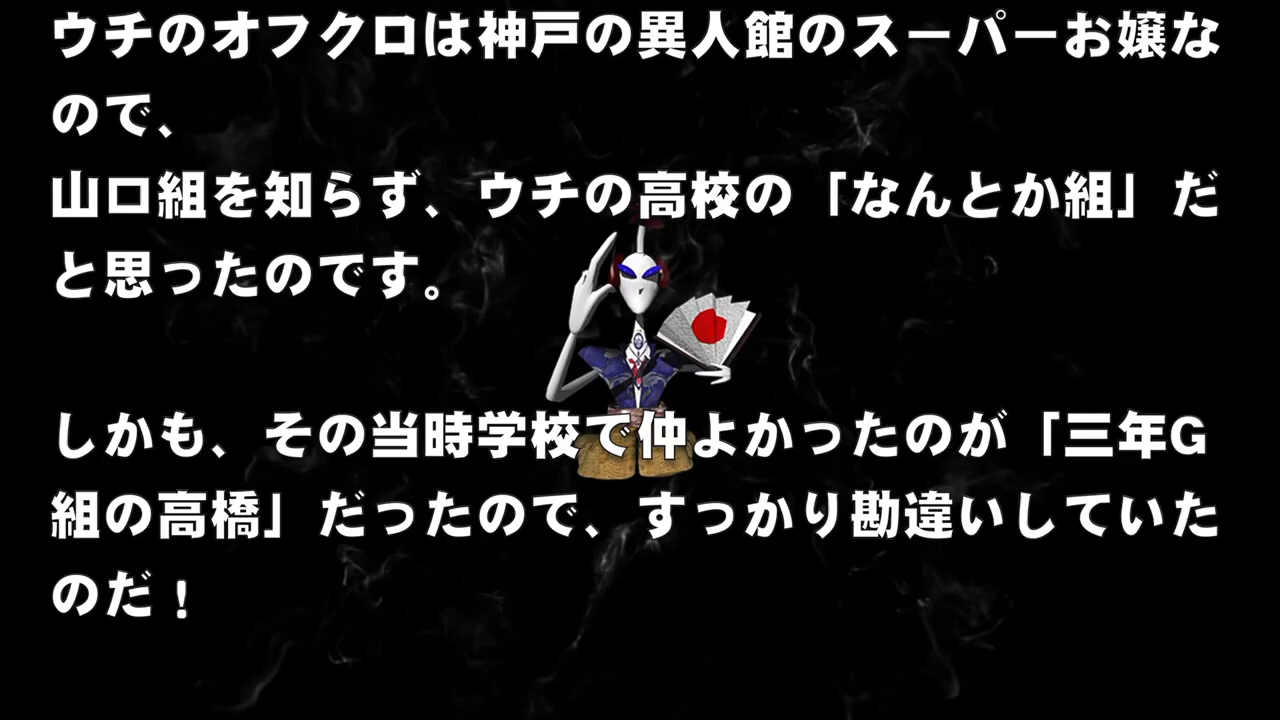 ウチのオフクロは神戸の異人館のスーパーお嬢な
ので、
山口組を知らず、ウチの高校の「なんとか組」だ
と思ったのです。
しかも、その当時学校で仲よかったのが「三年G
組の高橋」だったので、すっかり勘違いしていた
のだ！